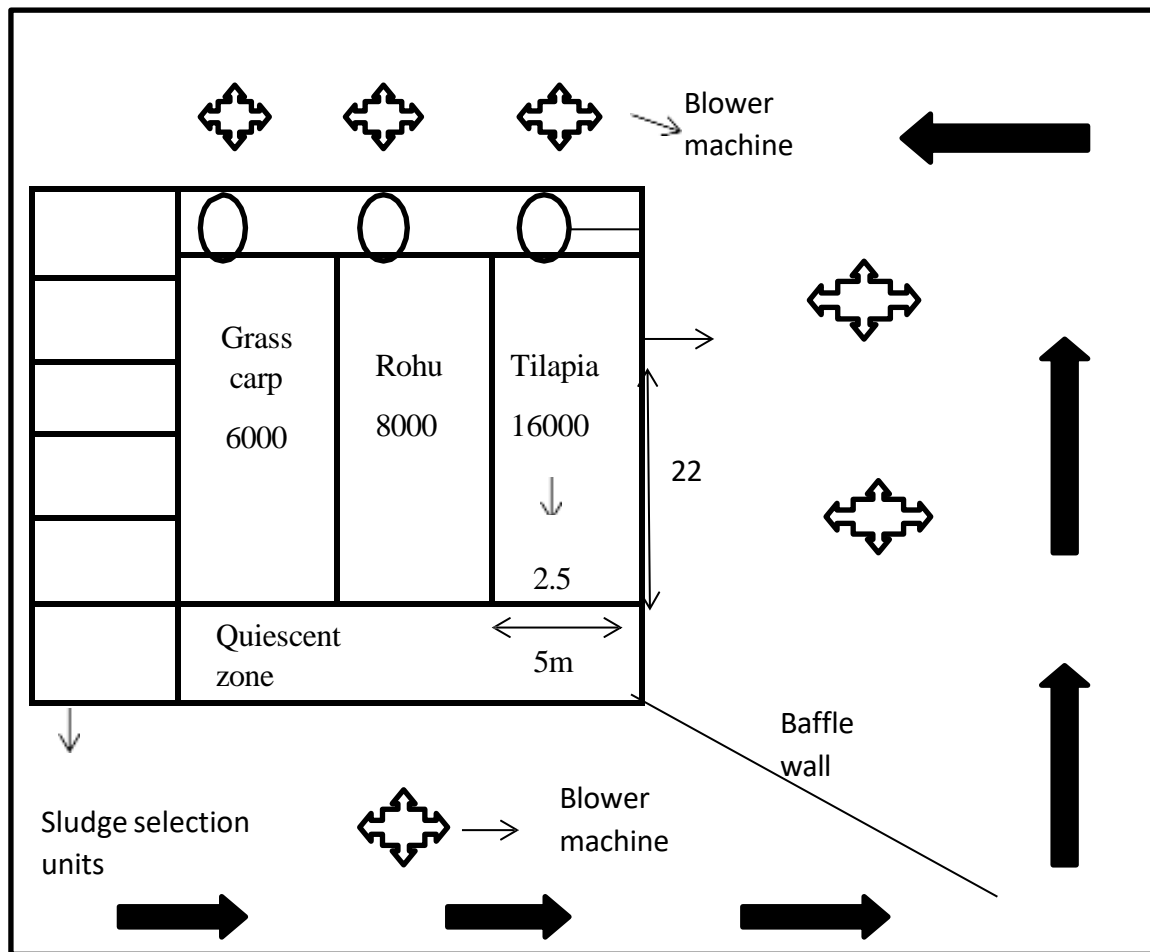 Blower
machine
Grass
carp
6000
Rohu
8000
Tilapia
16000
22
2.5
Quiescent
zone
5m
Baffle
wall
Sludge selection
units
Blower
machine